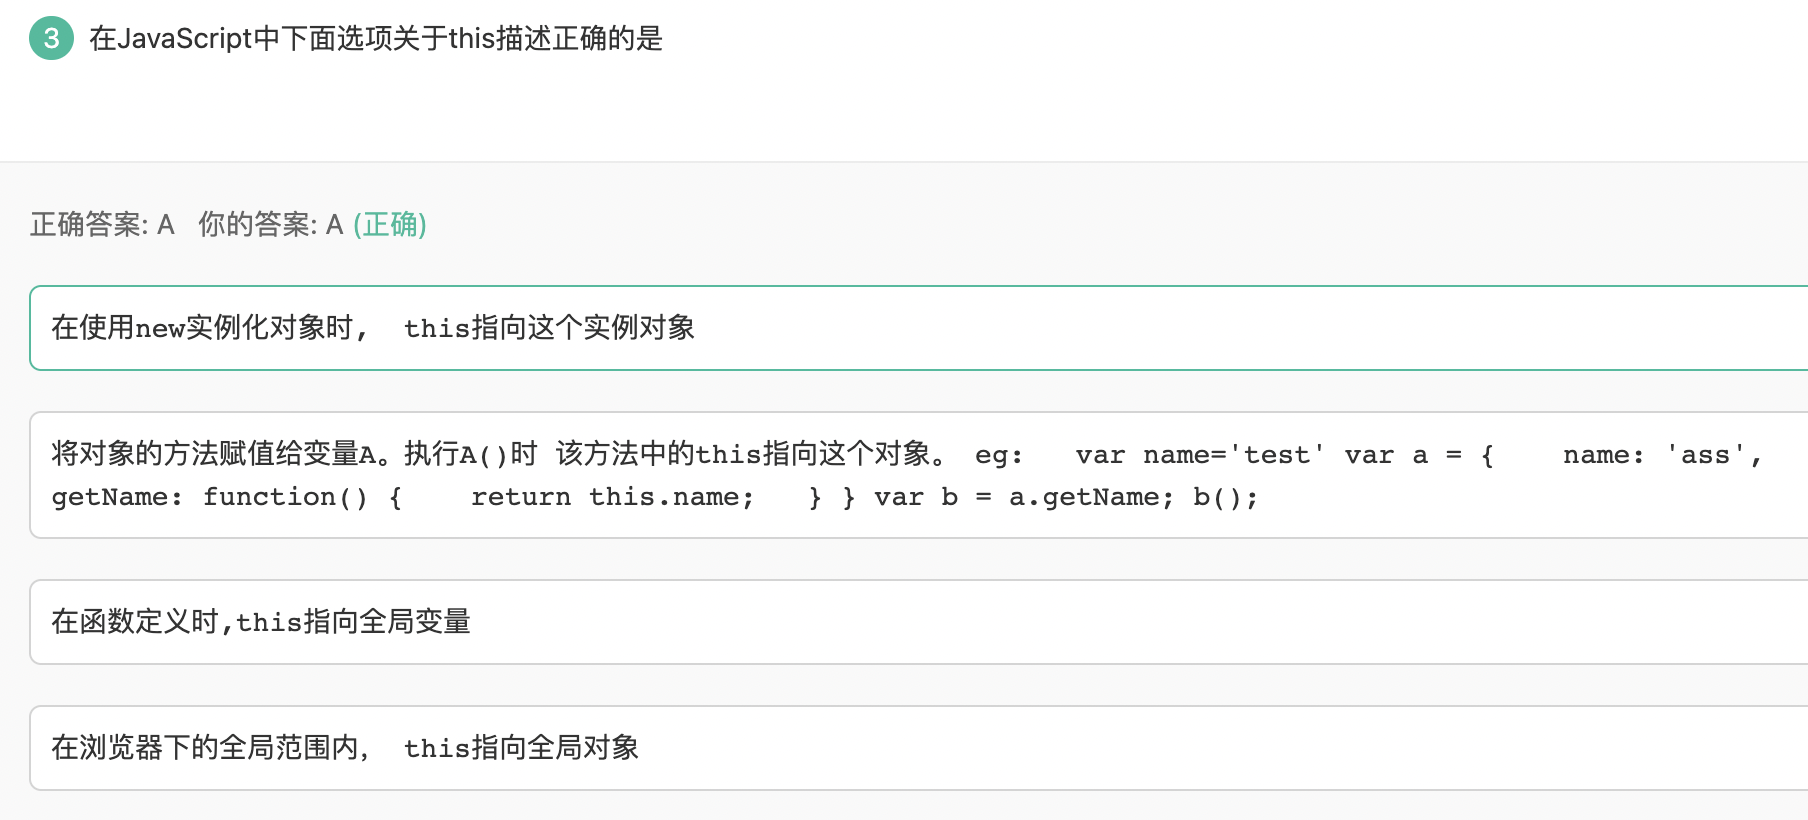 3 在JavaScript中下面选项关于this描述正确的是
正确答案: A 你的答案: A (正确)
在使用new实例化对象时, this指向这个实例对象
将对象的方法赋值给变量A。执行A()时 该方法中的this指向这个对象。 eg: var name='test' var a = { name: 'ass',
getName: function() { return this.name; } } var b = a.getName; b();
在函数定义时,this指向全局变量
在浏览器下的全局范围内, this指向全局对象